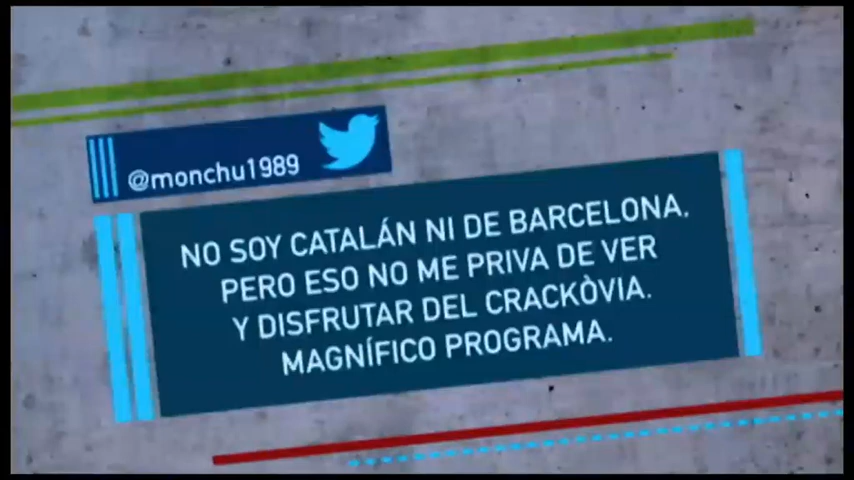 @monchu1989
NO SOY CATALÁN NI DE BARCELONA.
PERO ESO NO ME PRIVA DE VER
Y DISFRUTAR DEL CRACKÒVIA.
MAGNÍFICO PROGRAMA.